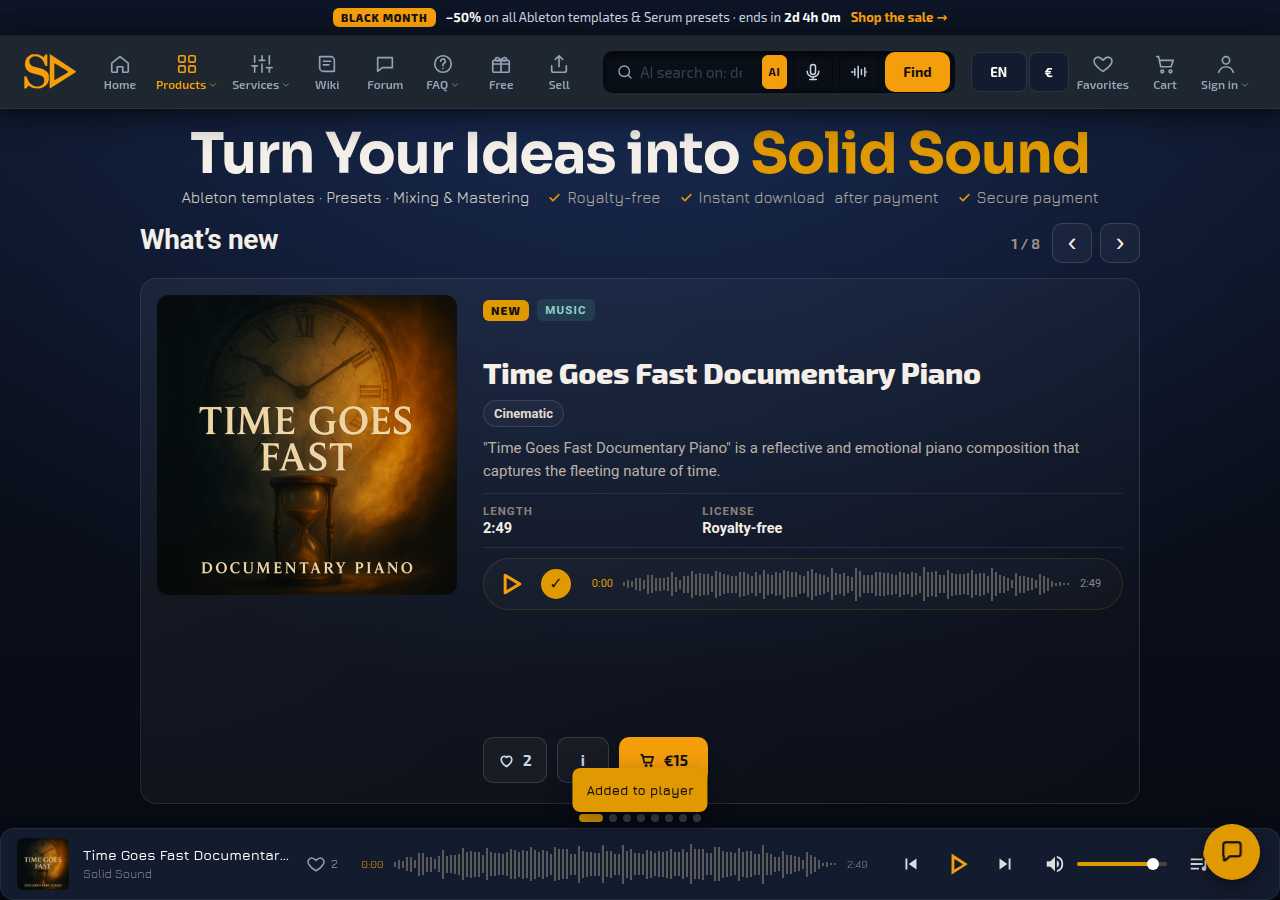 BLACK MONTH −50% on all Ableton templates & Serum presets · ends in 2d 4h 0m Shop the sale →
Home Products Services Wiki Forum FAQ Free Sell
AI search on: AI Find EN € Favorites Cart Sign in
Turn Your Ideas into Solid Sound
Ableton templates · Presets · Mixing & Mastering ✓ Royalty-free ✓ Instant download after payment ✓ Secure payment
What's new
1 / 8
NEW MUSIC
Time Goes Fast Documentary Piano
Cinematic
"Time Goes Fast Documentary Piano" is a reflective and emotional piano composition that
captures the fleeting nature of time.
LENGTH LICENSE
2:49 Royalty-free
0:00 2:49
TIME GOES
FAST
DOCUMENTARY PIANO
2 i €15
Added to player
TIME GOES
FAST
DOCUMENTARY PIANO
Time Goes Fast Documentar...
Solid Sound
2 0:00 2:49